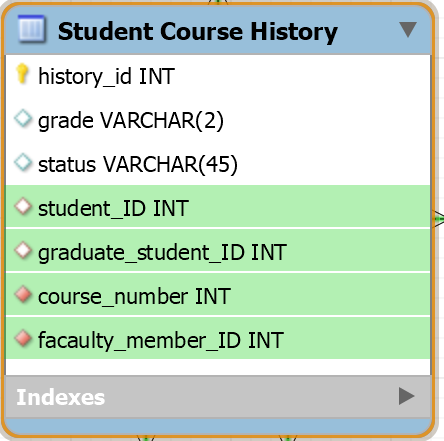 Student Course History
history_id INT
grade VARCHAR(2)
status VARCHAR(45)
student_ID INT
graduate_student_ID INT
course_number INT
facaulty_member_ID INT
Indexes